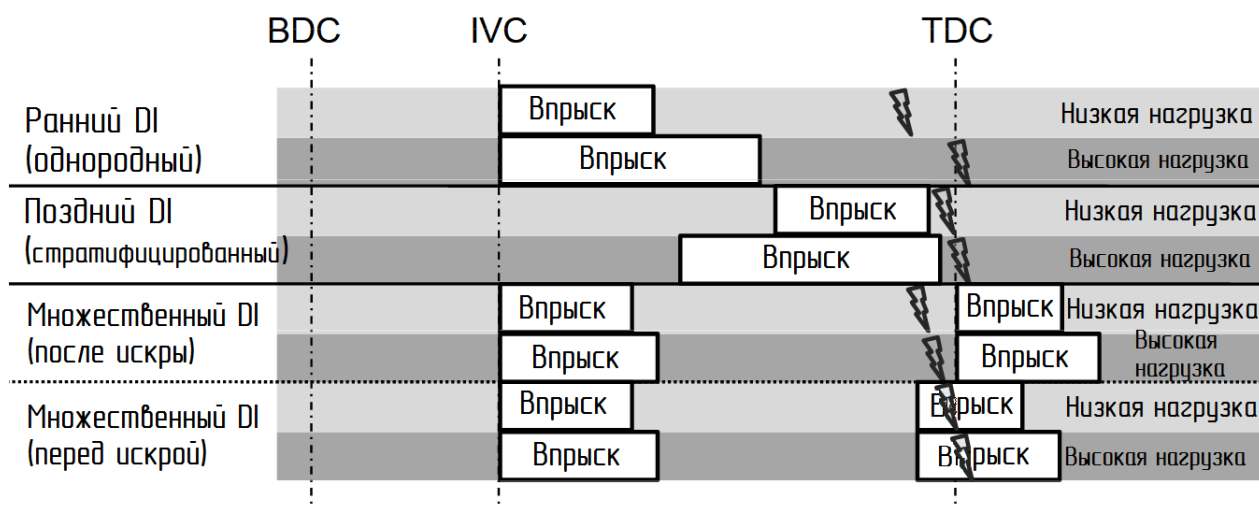 BDC IVC TDC
Ранний DI
(однородный)
Впрыск
Низкая нагрузка
Впрыск
Высокая нагрузка
Поздний DI
(стратифицированный)
Впрыск
Низкая нагрузка
Впрыск
Высокая нагрузка
Множественный DI
(после искры)
Впрыск
Впрыск
Низкая нагрузка
Впрыск
Впрыск
Высокая
нагрузка
Множественный DI
(перед искрой)
Впрыск
Впрыск
Низкая нагрузка
Впрыск
Впрыск
Высокая нагрузка